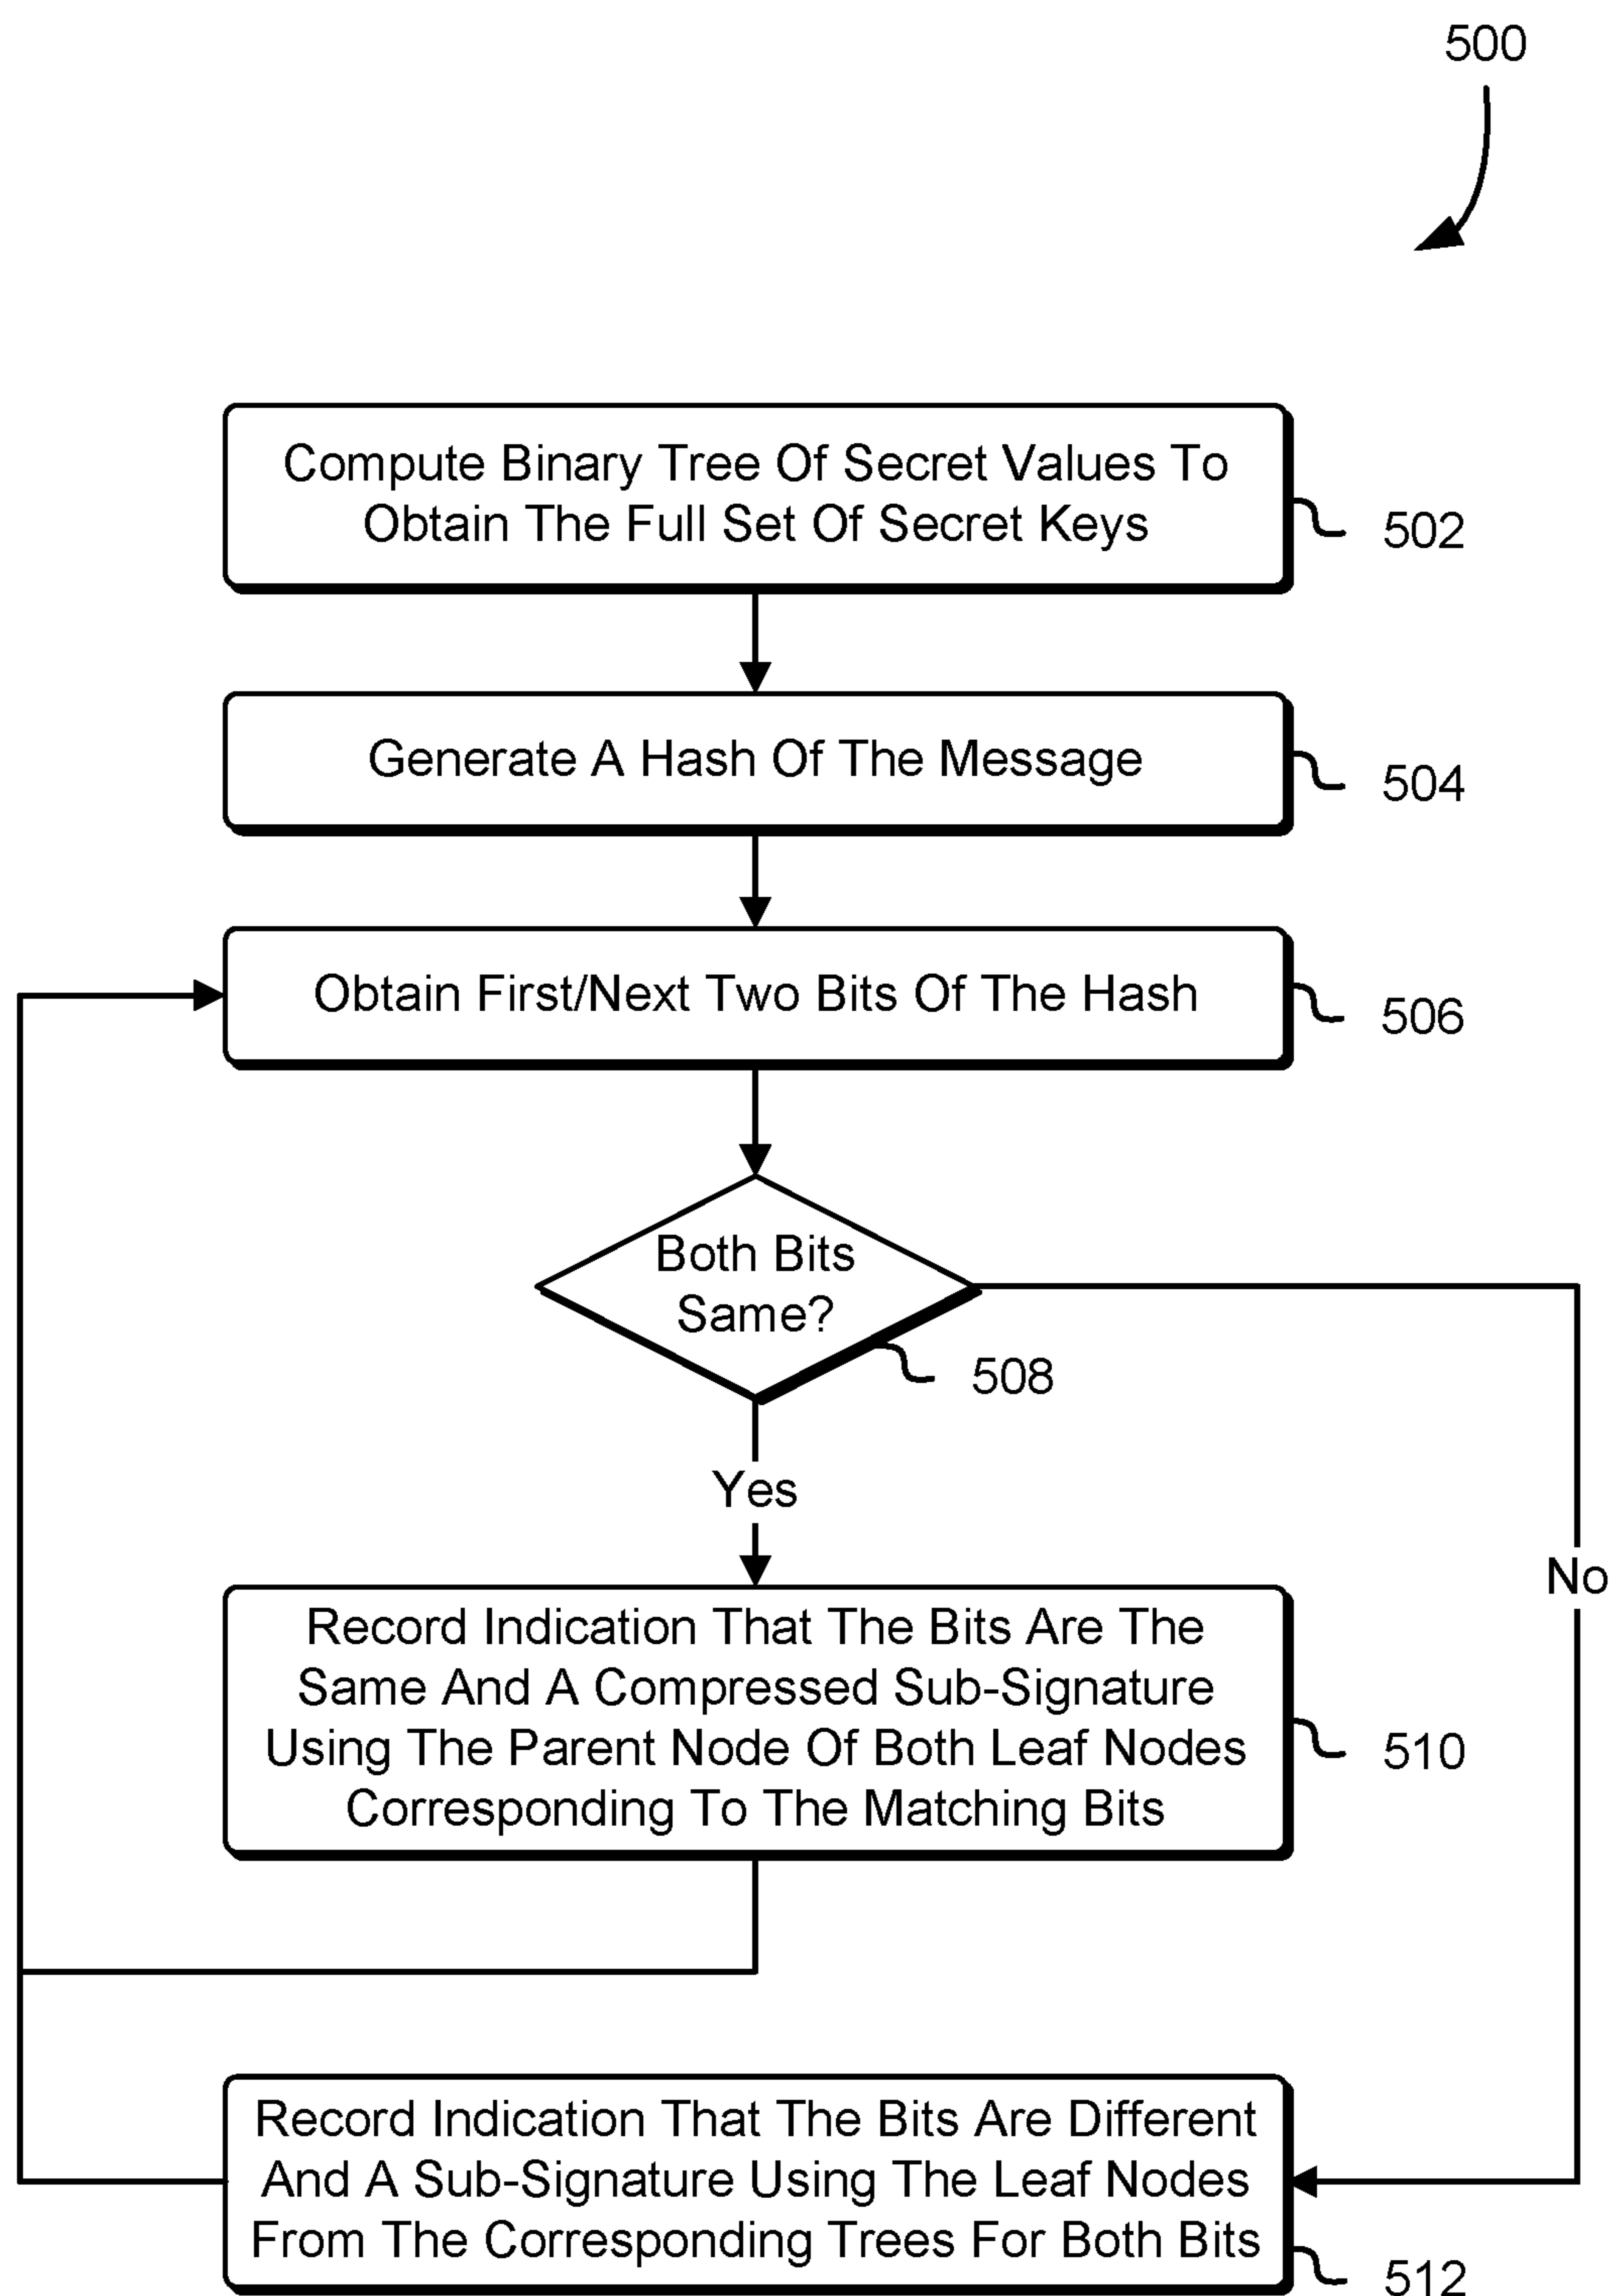 500
Compute Binary Tree Of Secret Values To
Obtain The Full Set Of Secret Keys
502
Generate A Hash Of The Message
504
Obtain First/Next Two Bits Of The Hash
506
Both Bits
Same?
508
Yes
No
Record Indication That The Bits Are The
Same And A Compressed Sub-Signature
Using The Parent Node Of Both Leaf Nodes
Corresponding To The Matching Bits
510
Record Indication That The Bits Are Different
And A Sub-Signature Using The Leaf Nodes
From The Corresponding Trees For Both Bits
512